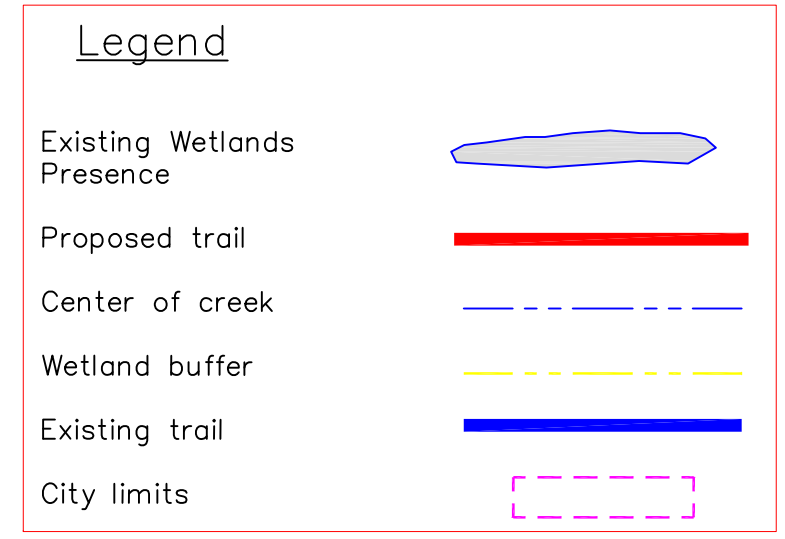 Legend
Existing Wetlands
Presence
Proposed trail
Center of creek
Wetland buffer
Existing trail
City limits